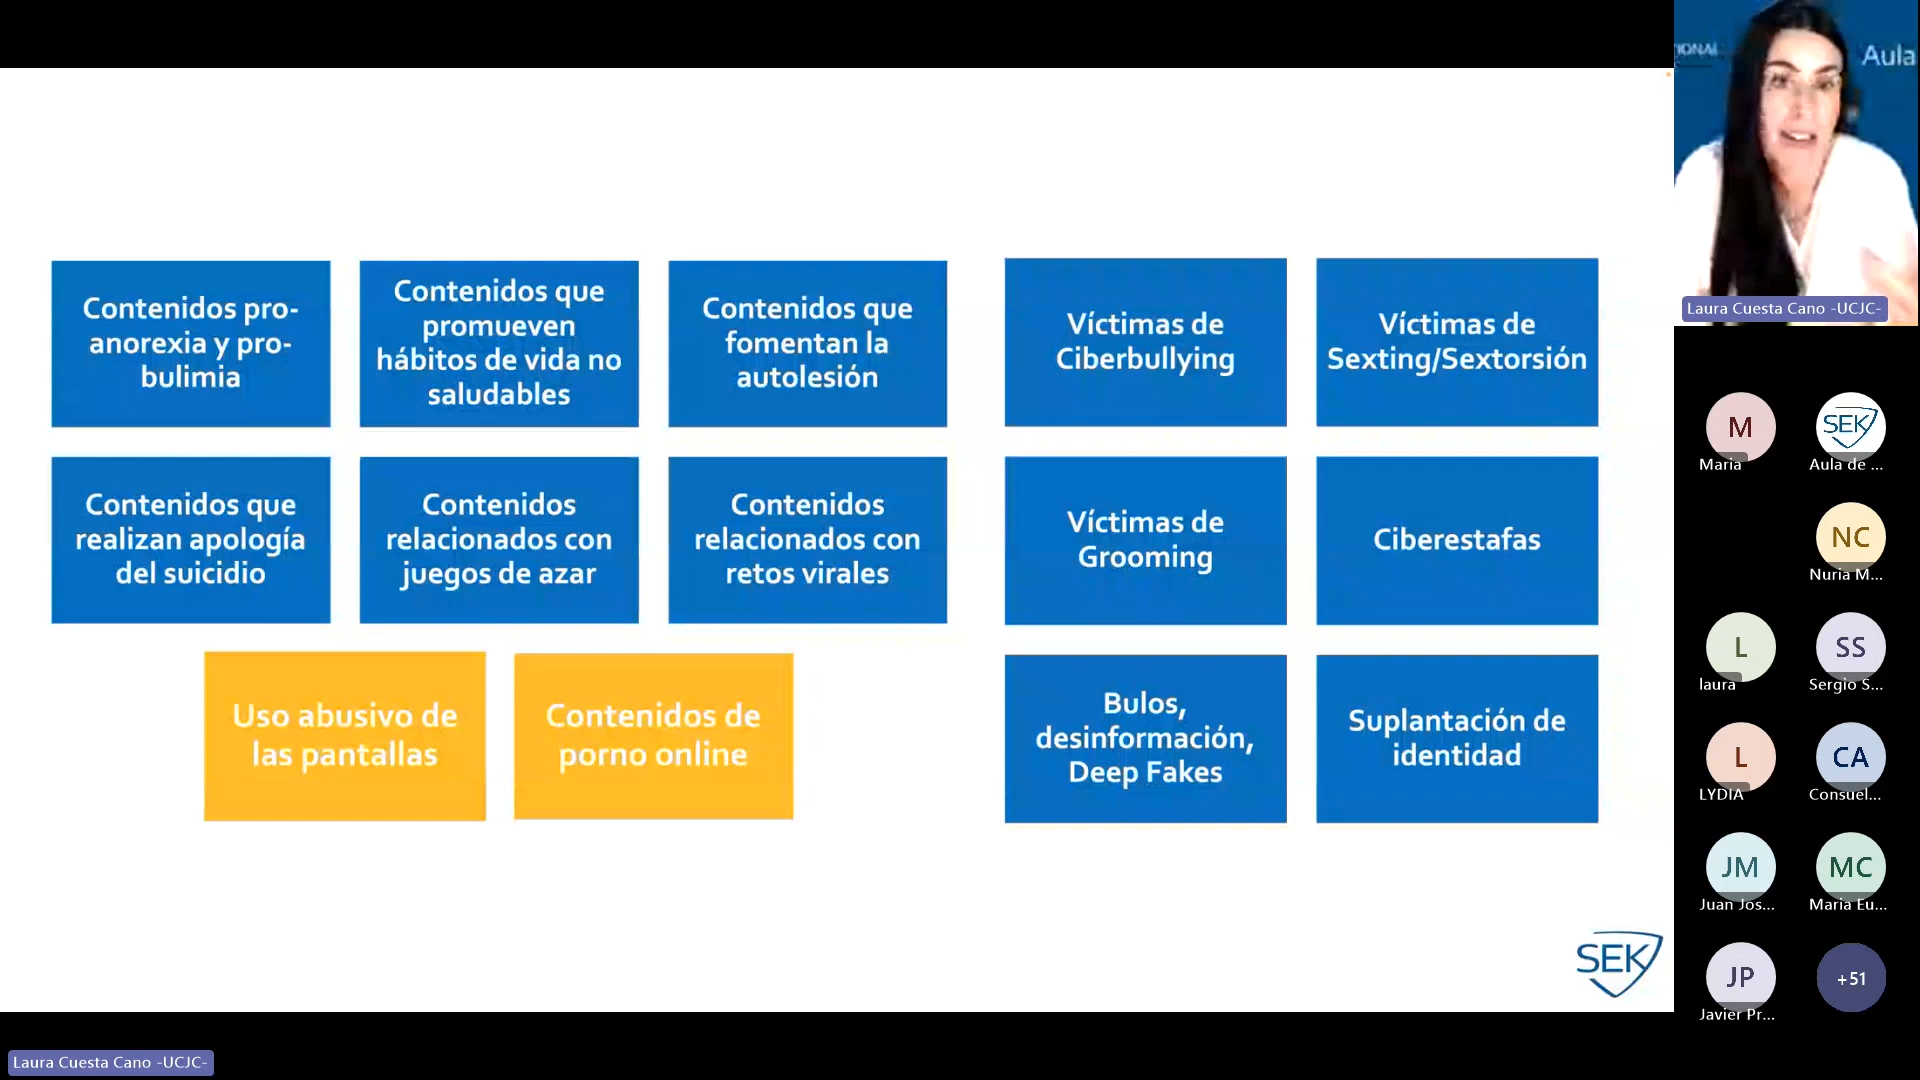 Contenidos pro-
anorexia y pro-
bulimia
Contenidos que
promueven
hábitos de vida no
saludables
Contenidos que
fomentan la
autolesión
Víctimas de
Ciberbullying
Víctimas de
Sexting/Sextorsión
Contenidos que
realizan apología
del suicidio
Contenidos
relacionados con
juegos de azar
Contenidos
relacionados con
retos virales
Víctimas de
Grooming
Ciberestafas
Uso abusivo de
las pantallas
Contenidos de
porno online
Bulos,
desinformación,
Deep Fakes
Suplantación de
identidad
SEK
Laura Cuesta Cano -UCJC-
IONAL
Aula
Laura Cuesta Cano -UCJC-
M
Maria
SEK
Aula de ...
NC
Nuria M...
L
laura
SS
Sergio S...
L
LYDIA
CA
Consuel...
JM
Juan Jos...
MC
Maria Eu...
JP
Javier Pr...
+51